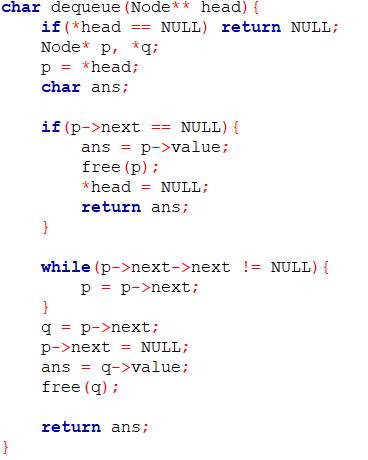 char dequeue(Node** head){
    if(*head == NULL) return NULL;
    Node* p, *q;
    p = *head;
    char ans;

    if(p->next == NULL){
        ans = p->value;
        free(p);
        *head = NULL;
        return ans;
    }

    while(p->next->next != NULL){
        p = p->next;
    }
    q = p->next;
    p->next = NULL;
    ans = q->value;
    free(q);

    return ans;
}